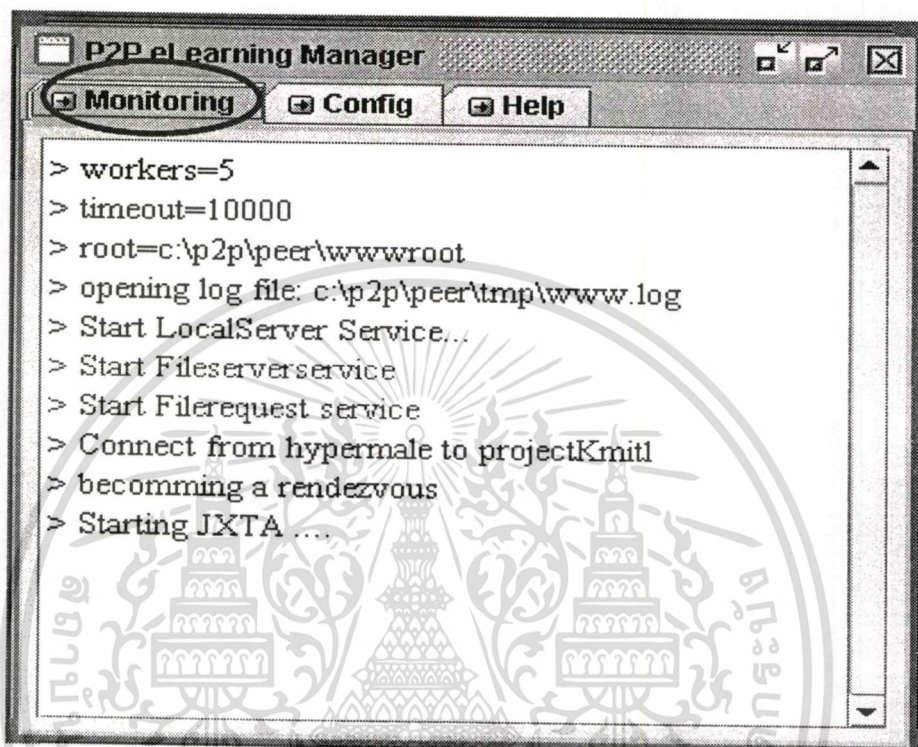 P2P eLearning Manager
Monitoring Config Help
> workers=5
> timeout=10000
> root=c:\p2p\peer\wwwroot
> opening log file: c:\p2p\peer\tmp\www.log
> Start LocalServer Service...
> Start Fileserverservice
> Start Filerequest service
> Connect from hypermale to projectKmitl
> becomming a rendezvous
> Starting JXTA ....